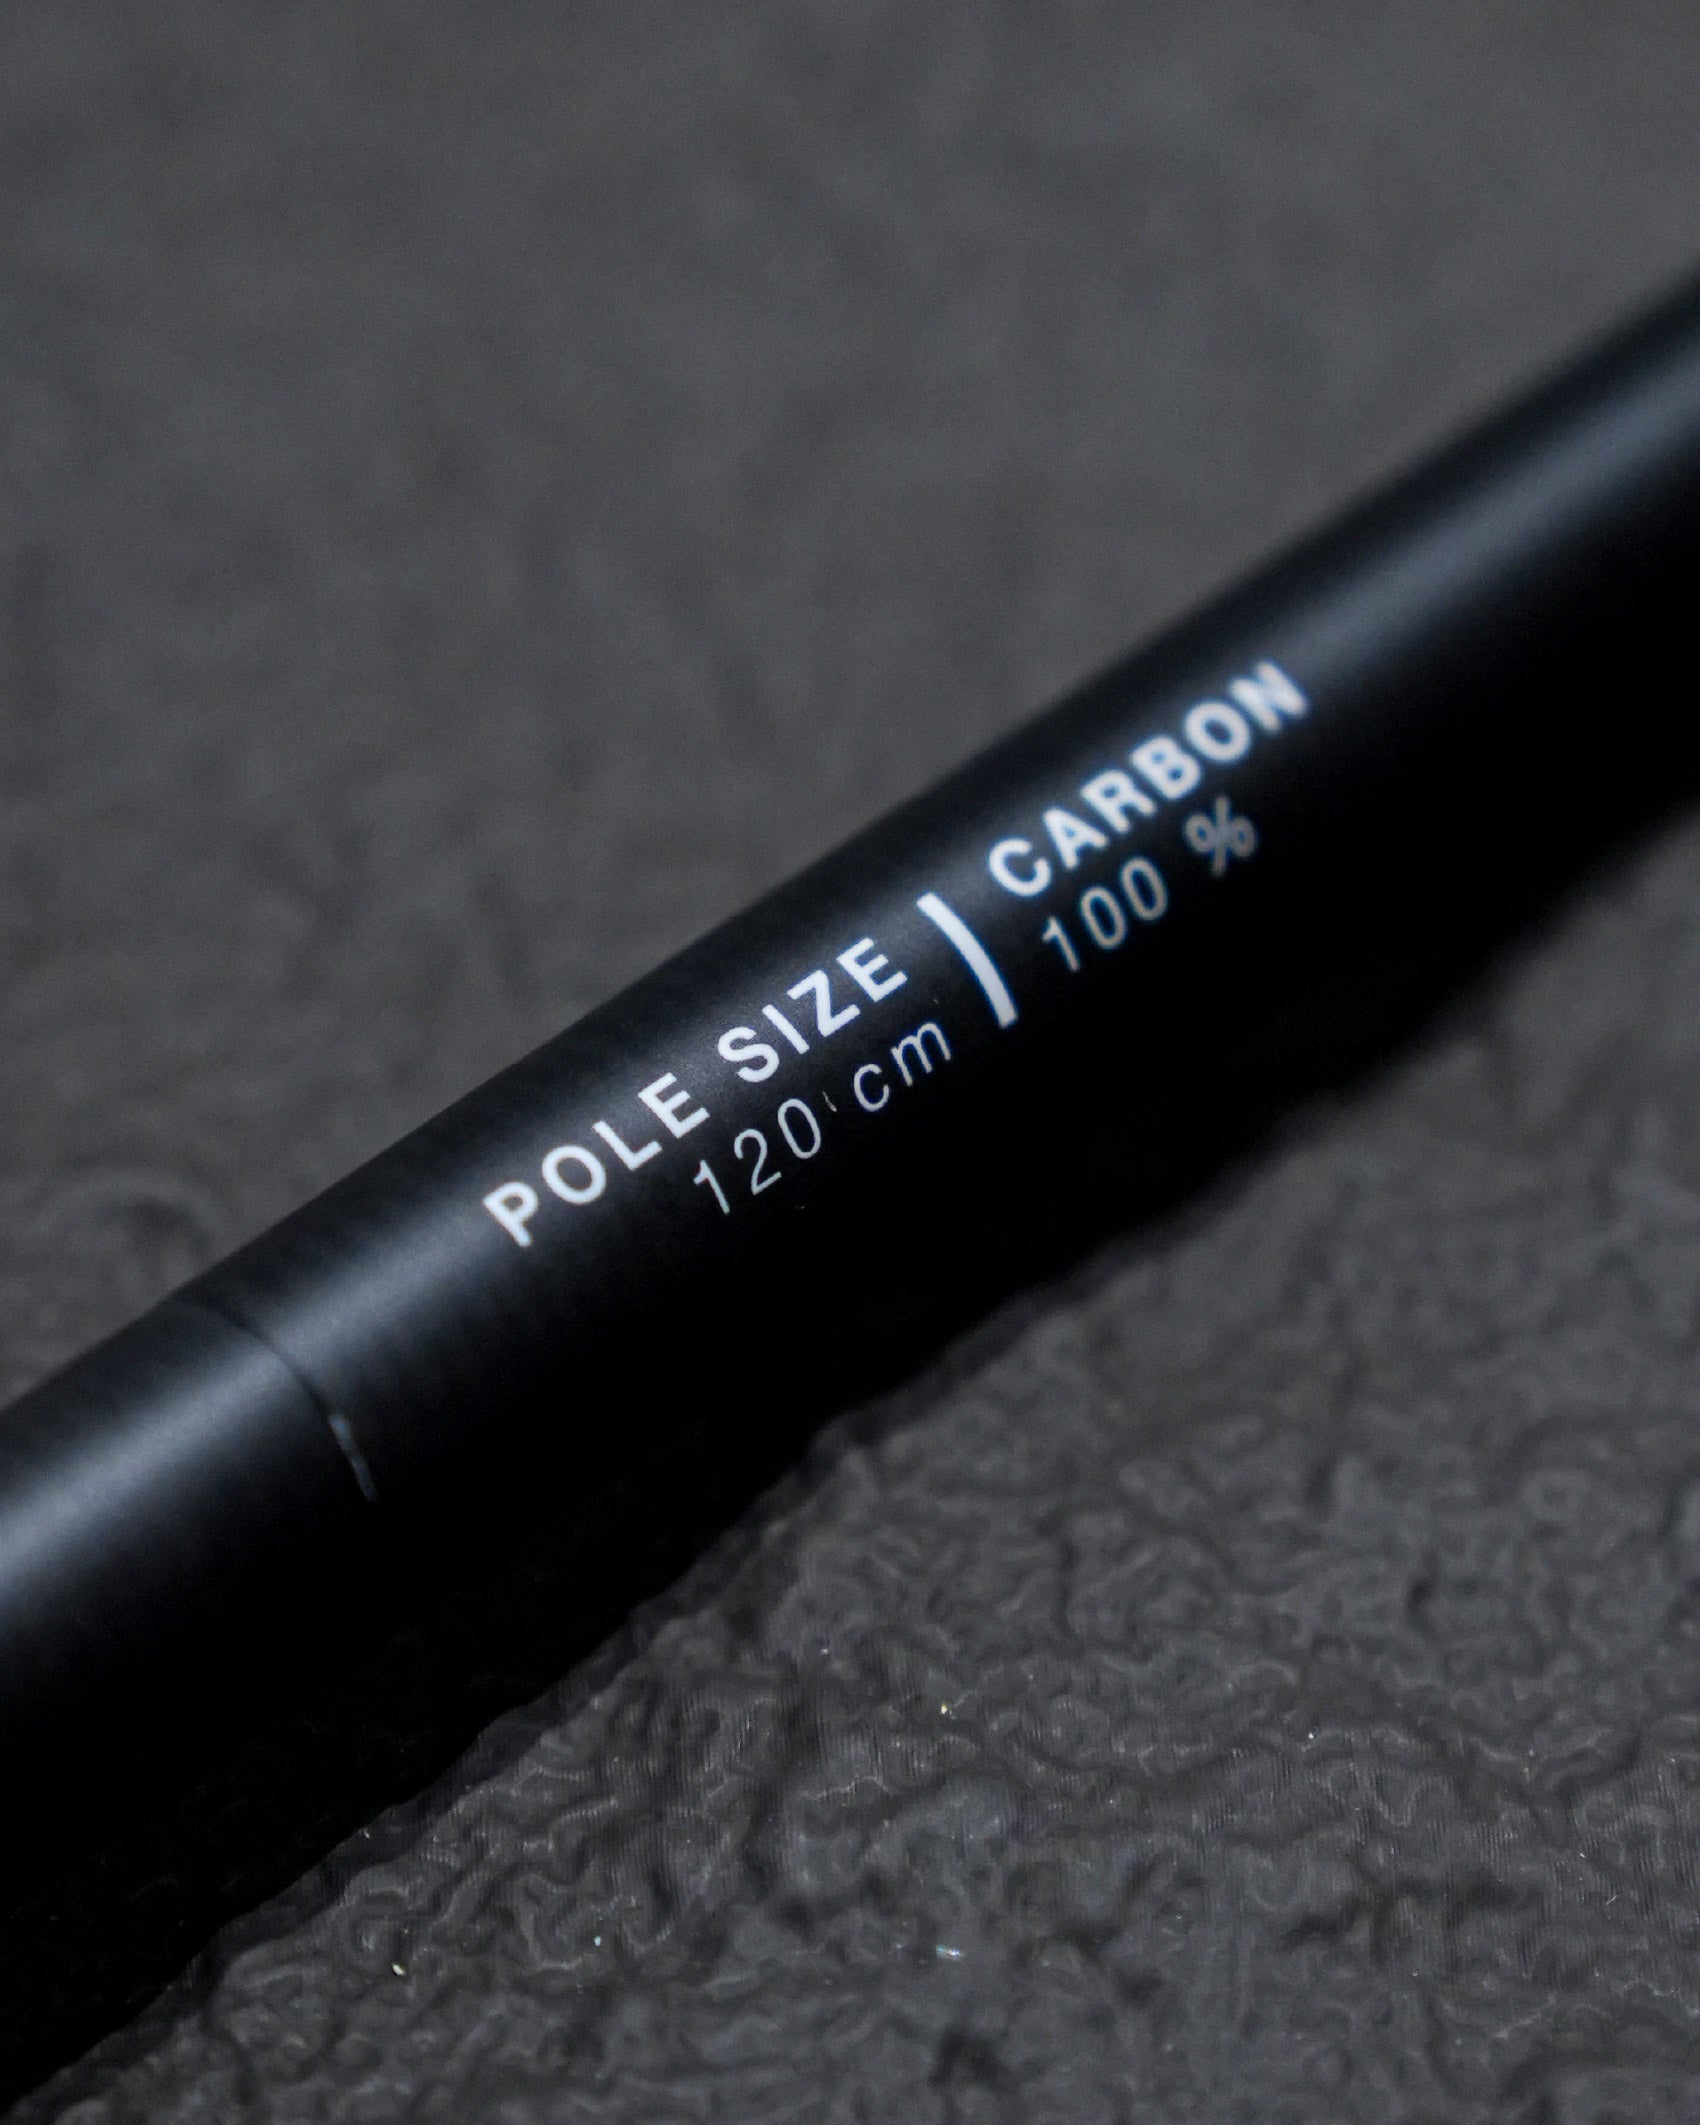 POLE SIZE | CARBON
120 cm 100 %